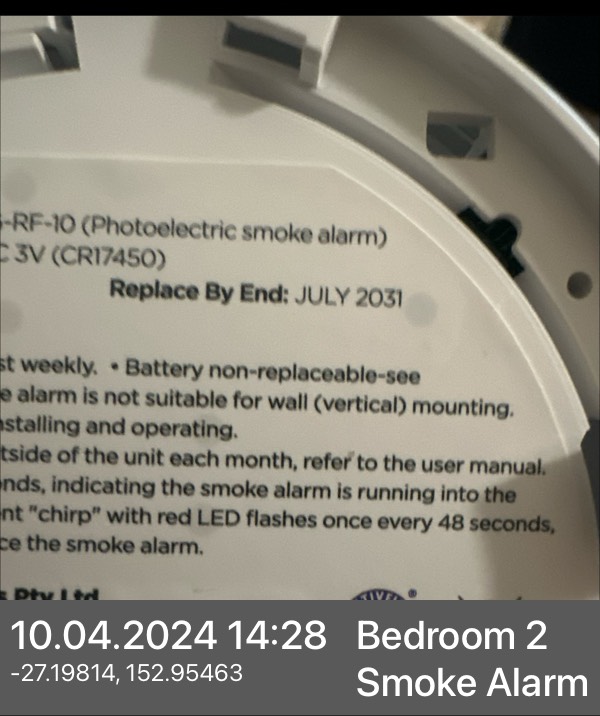 -RF-10 (Photoelectric smoke alarm)
C 3V (CR17450)
Replace By End: JULY 2031
st weekly. • Battery non-replaceable-see
e alarm is not suitable for wall (vertical) mounting.
nstalling and operating.
tside of the unit each month, refer to the user manual.
nds, indicating the smoke alarm is running into the
nt "chirp" with red LED flashes once every 48 seconds,
ce the smoke alarm.
s Pty Ltd
®
10.04.2024 14:28
-27.19814, 152.95463
Bedroom 2
Smoke Alarm